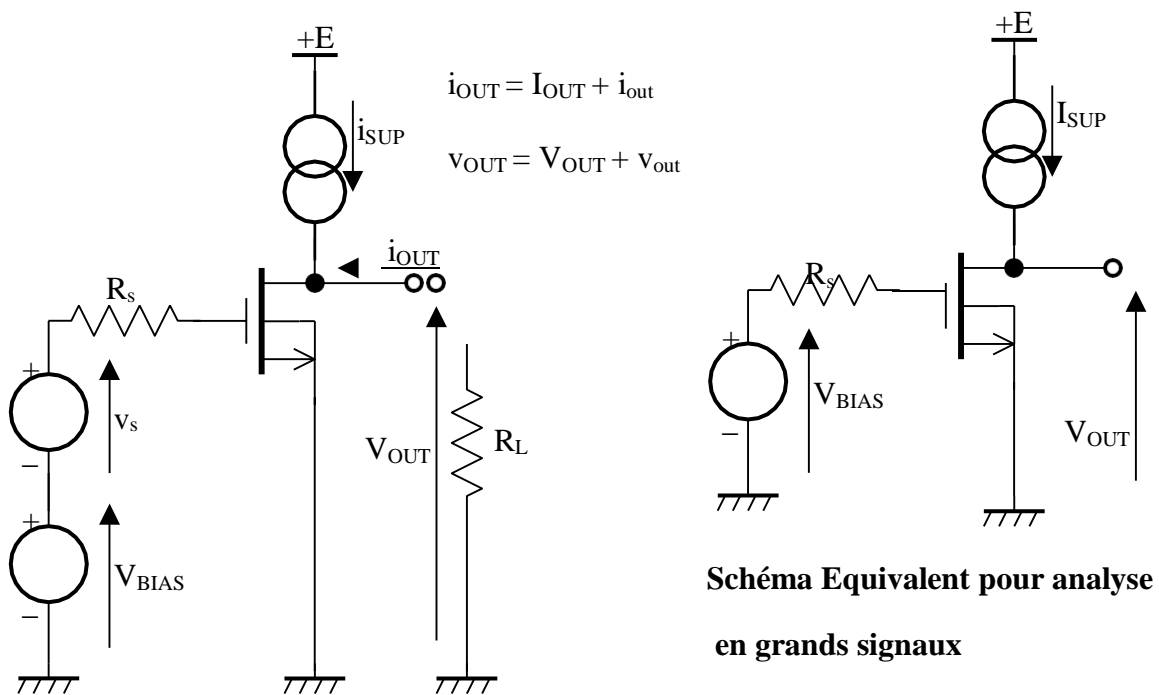 +E
i_OUT = I_OUT + i_out
i_SUP
v_OUT = V_OUT + v_out
i_OUT
R_s
+
v_s
−
V_OUT
R_L
+
V_BIAS
−
+E
I_SUP
R_s
+
V_BIAS
−
V_OUT
Schéma Equivalent pour analyse
en grands signaux